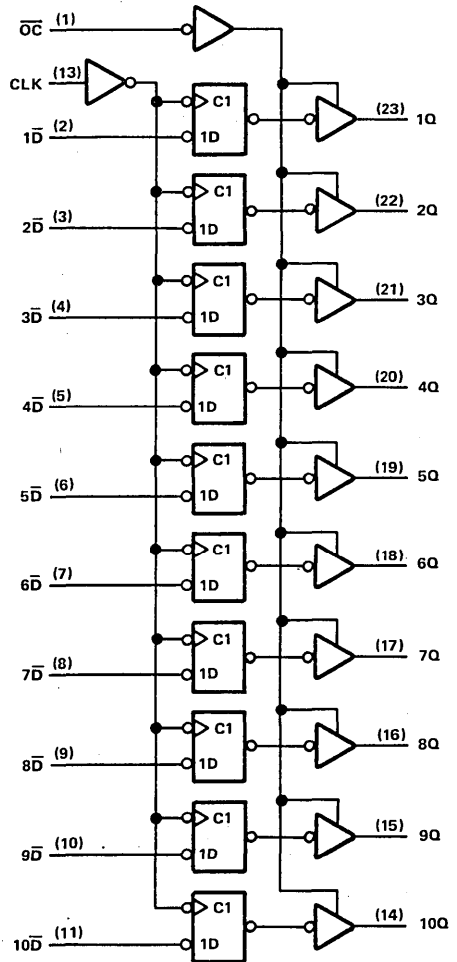 O̅C̅ (1)
CLK (13)
C1
1D
(23) 1Q
1D̅ (2)
C1
1D
(22) 2Q
2D̅ (3)
C1
1D
(21) 3Q
3D̅ (4)
C1
1D
(20) 4Q
4D̅ (5)
C1
1D
(19) 5Q
5D̅ (6)
C1
1D
(18) 6Q
6D̅ (7)
C1
1D
(17) 7Q
7D̅ (8)
C1
1D
(16) 8Q
8D̅ (9)
C1
1D
(15) 9Q
9D̅ (10)
C1
1D
(14) 10Q
10D̅ (11)